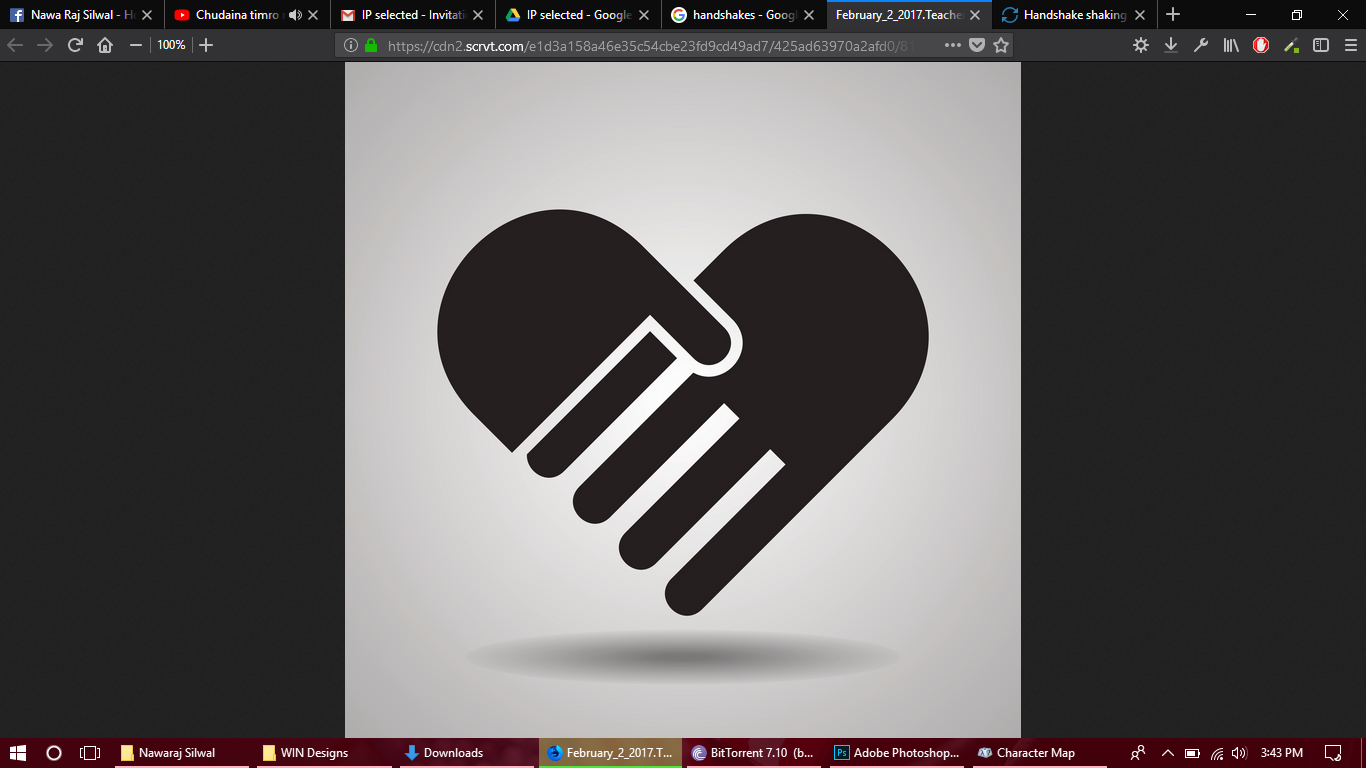 Nawa Raj Silwal - Ho
Chudaina timro
IP selected - Invitati
IP selected - Google
handshakes - Googl
February_2_2017.Teache
Handshake shaking
100%
https://cdn2.scrvt.com/e1d3a158a46e35c54cbe23fd9cd49ad7/425ad63970a2afd0/81
Nawaraj Silwal
WIN Designs
Downloads
February_2_2017.T...
BitTorrent 7.10 (b...
Adobe Photoshop...
Character Map
3:43 PM